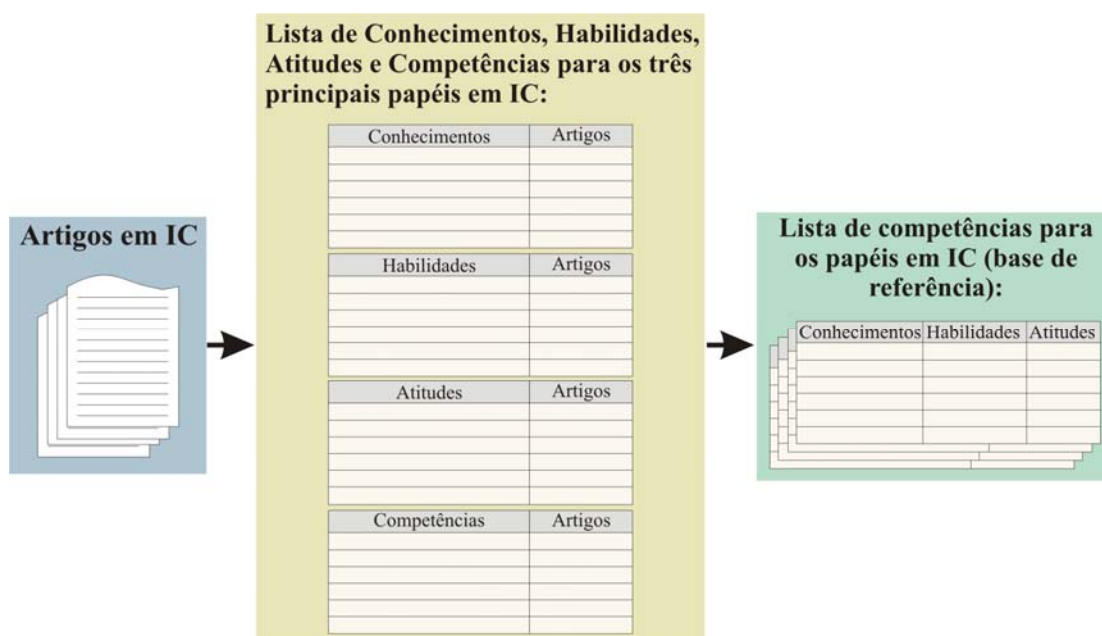 Artigos em IC
Lista de Conhecimentos, Habilidades,
Atitudes e Competências para os três
principais papéis em IC:
Conhecimentos Artigos
Habilidades Artigos
Atitudes Artigos
Competências Artigos
Lista de competências para
os papéis em IC (base de
referência):
Conhecimentos Habilidades Atitudes